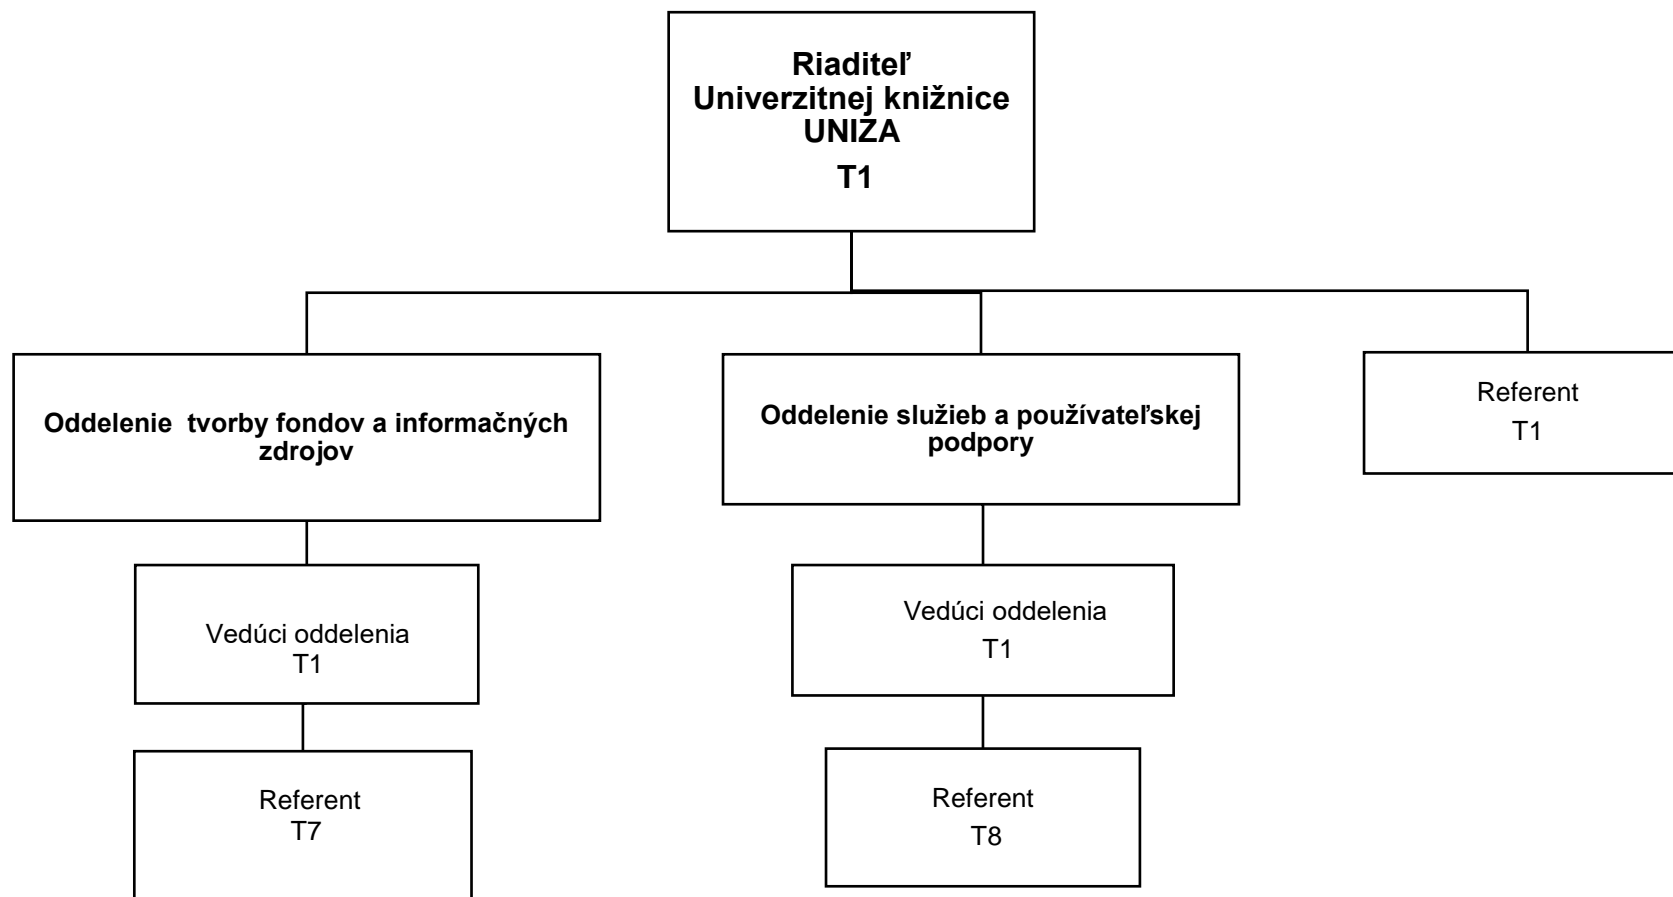 Riaditeľ
Univerzitnej knižnice
UNIZA
T1
Oddelenie tvorby fondov a informačných
zdrojov
Oddelenie služieb a používateľskej
podpory
Referent
T1
Vedúci oddelenia
T1
Vedúci oddelenia
T1
Referent
T7
Referent
T8